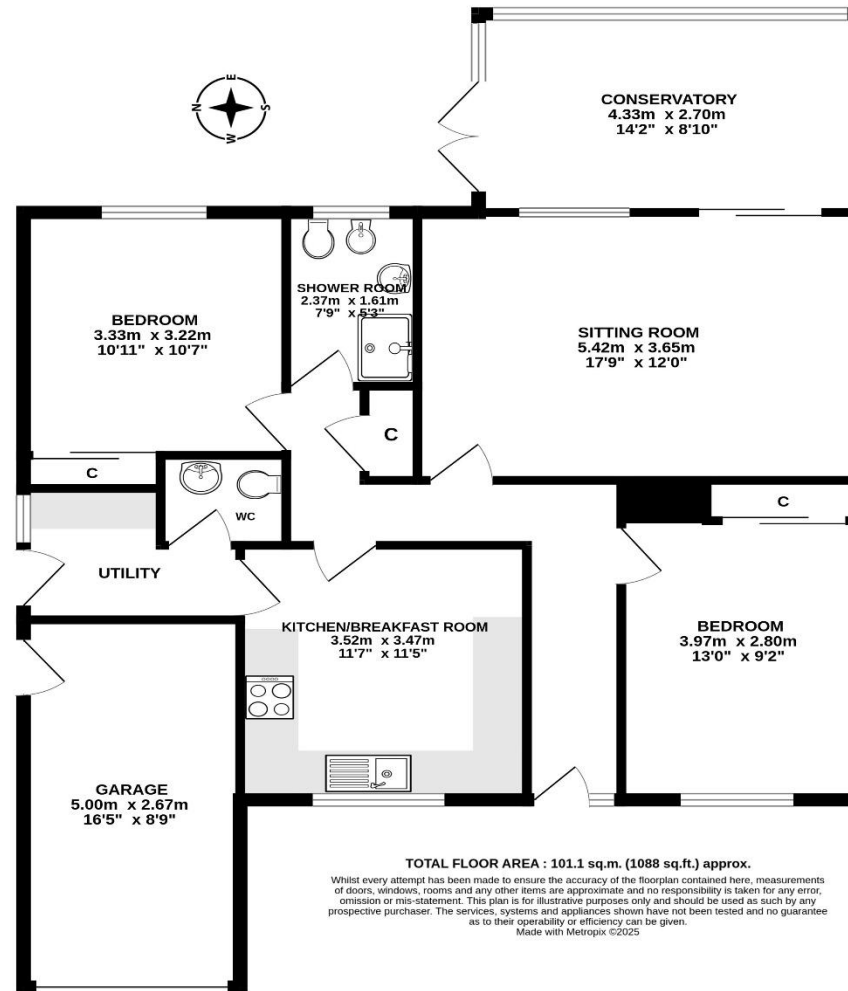 CONSERVATORY
4.33m x 2.70m
14'2" x 8'10"
E
N
S
W
SHOWER ROOM
2.37m x 1.61m
7'9" x 5'3"
BEDROOM
3.33m x 3.22m
10'11" x 10'7"
SITTING ROOM
5.42m x 3.65m
17'9" x 12'0"
C
C
WC
C
UTILITY
KITCHEN/BREAKFAST ROOM
3.52m x 3.47m
11'7" x 11'5"
BEDROOM
3.97m x 2.80m
13'0" x 9'2"
GARAGE
5.00m x 2.67m
16'5" x 8'9"
TOTAL FLOOR AREA : 101.1 sq.m. (1088 sq.ft.) approx.
Whilst every attempt has been made to ensure the accuracy of the floorplan contained here, measurements
of doors, windows, rooms and any other items are approximate and no responsibility is taken for any error,
omission or mis-statement. This plan is for illustrative purposes only and should be used as such by any
prospective purchaser. The services, systems and appliances shown have not been tested and no guarantee
as to their operability or efficiency can be given.
Made with Metropix ©2025